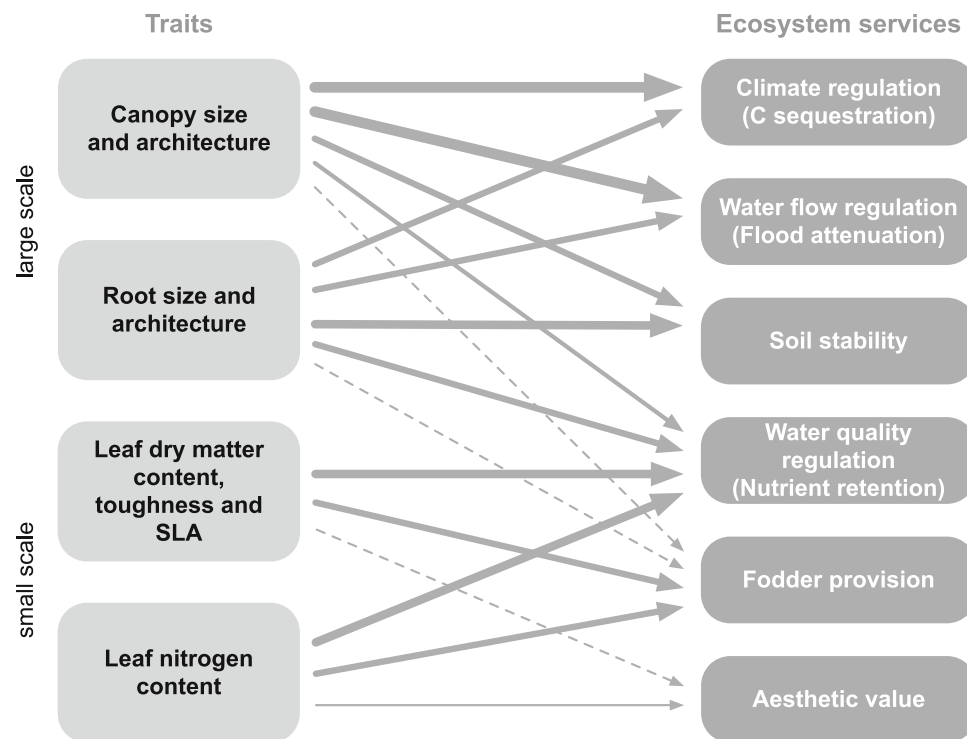 Traits
Ecosystem services
large scale
small scale
Canopy size
and architecture
Root size and
architecture
Leaf dry matter
content,
toughness and
SLA
Leaf nitrogen
content
Climate regulation
(C sequestration)
Water flow regulation
(Flood attenuation)
Soil stability
Water quality
regulation
(Nutrient retention)
Fodder provision
Aesthetic value